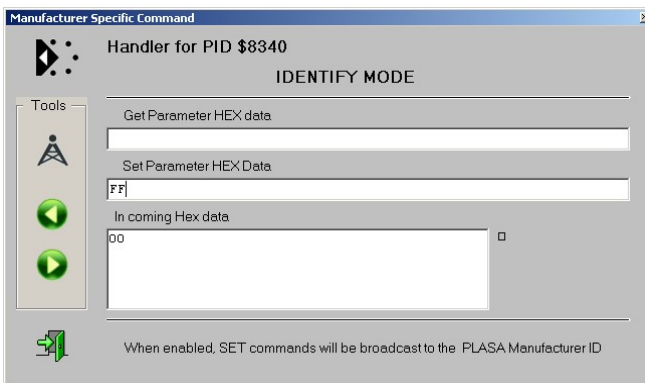 Manufacturer Specific Command
Handler for PID $8340
IDENTIFY MODE
Tools
Get Parameter HEX data
Set Parameter HEX Data
FF
In coming Hex data
00
When enabled, SET commands will be broadcast to the PLASA Manufacturer ID